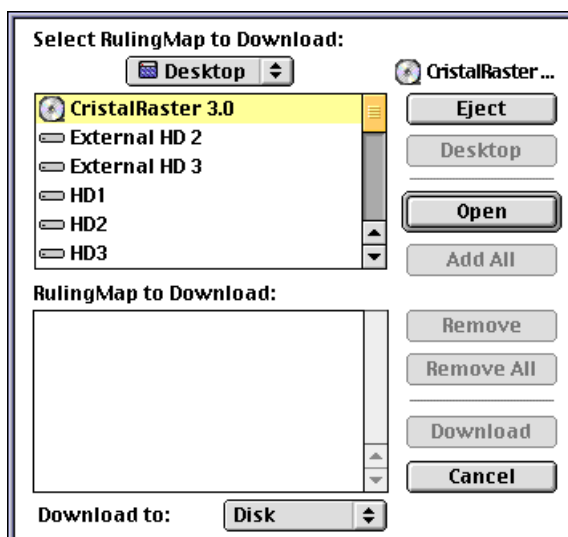 Select RulingMap to Download:
Desktop
CristalRaster ...
CristalRaster 3.0
External HD 2
External HD 3
HD1
HD2
HD3
Eject
Desktop
Open
Add All
RulingMap to Download:
Remove
Remove All
Download
Cancel
Download to: Disk